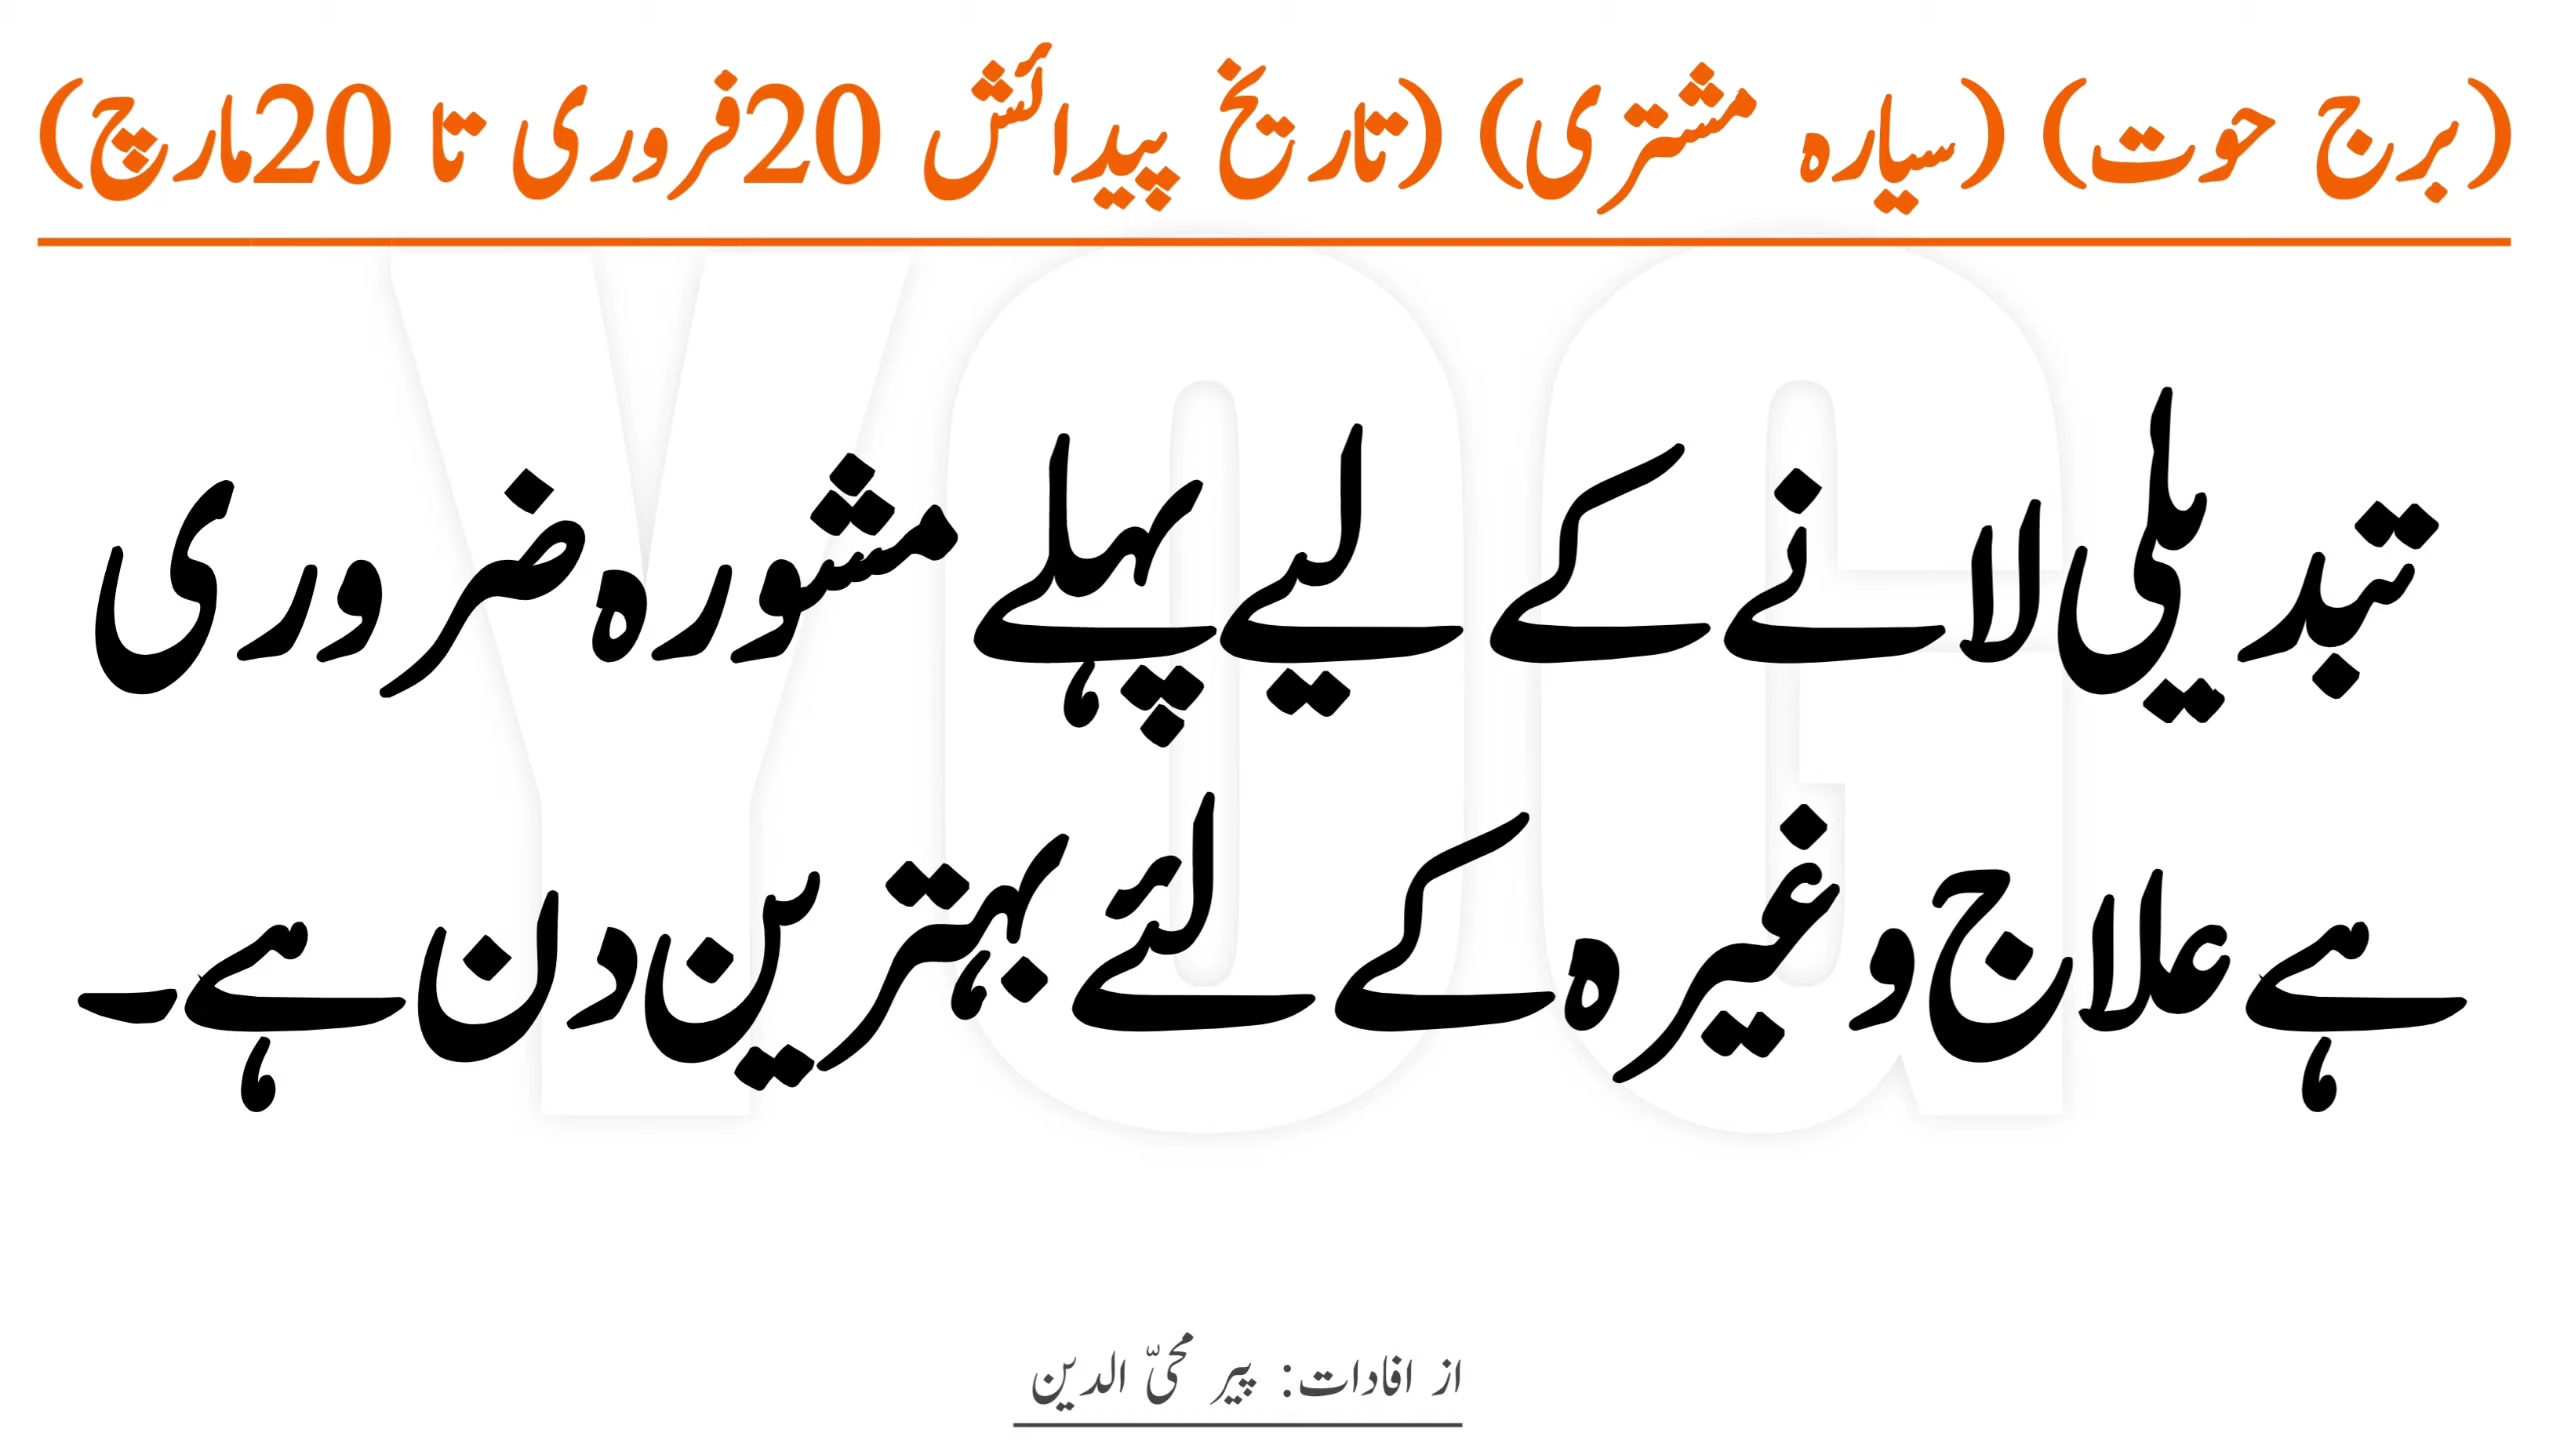 (برج حوت) (سیارہ مشتری) (تاریخ پیدائش 20فروری تا 20مارچ)
تبدیلی لانے کے لیے پہلے مشورہ ضروری
ہے علاج وغیرہ کے لئے بہترین دن ہے۔
از افادات: پیر محیّ الدین